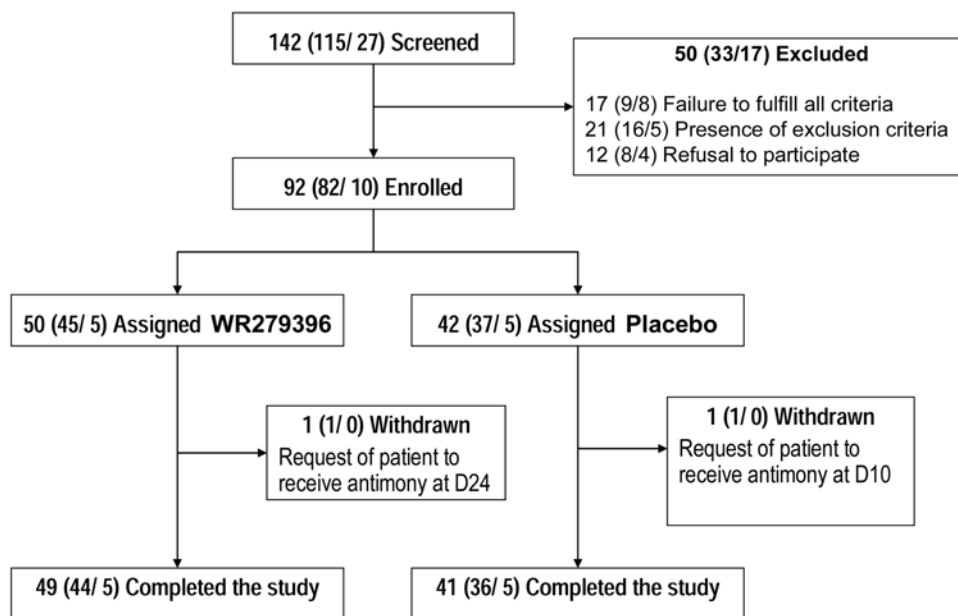 142 (115/ 27) Screened
50 (33/17) Excluded
17 (9/8) Failure to fulfill all criteria
21 (16/5) Presence of exclusion criteria
12 (8/4) Refusal to participate
92 (82/ 10) Enrolled
50 (45/ 5) Assigned WR279396
42 (37/ 5) Assigned Placebo
1 (1/ 0) Withdrawn
Request of patient to
receive antimony at D24
1 (1/ 0) Withdrawn
Request of patient to
receive antimony at D10
49 (44/ 5) Completed the study
41 (36/ 5) Completed the study